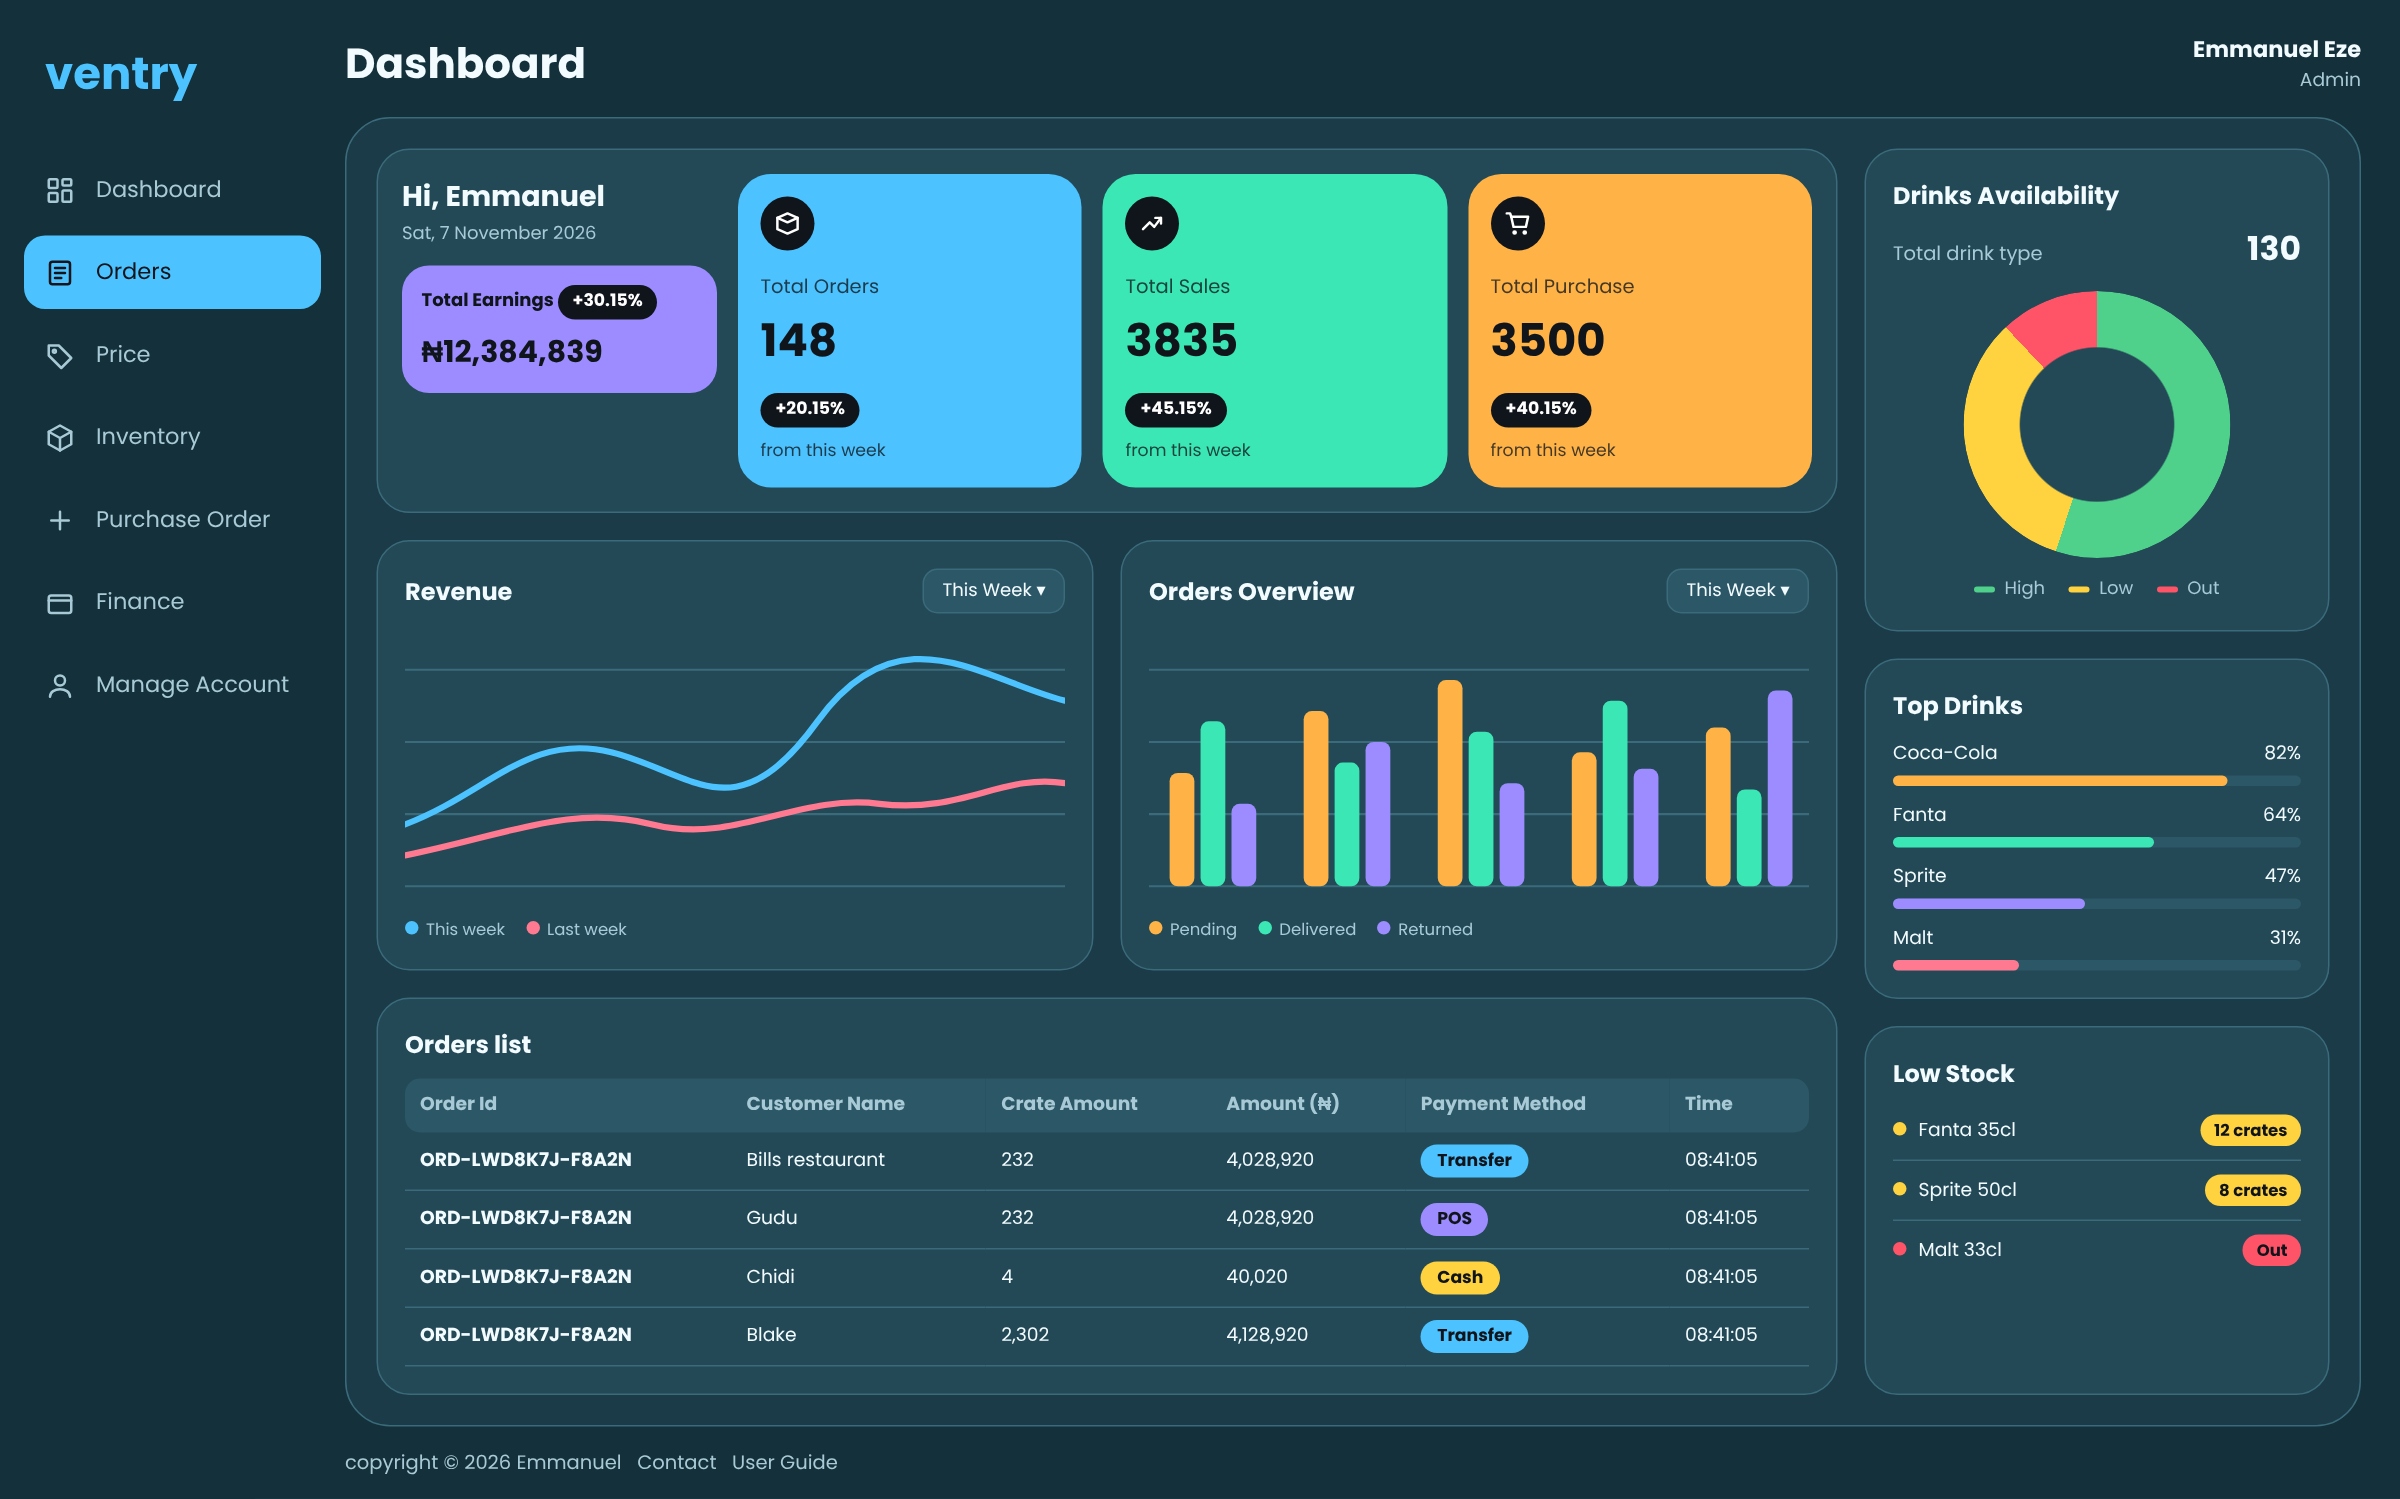 ventry
Dashboard
Orders
Price
Inventory
Purchase Order
Finance
Manage Account
Dashboard
Emmanuel Eze
Admin
Hi, Emmanuel
Sat, 7 November 2026
Total Earnings +30.15%
₦12,384,839
Total Orders
148
+20.15%
from this week
Total Sales
3835
+45.15%
from this week
Total Purchase
3500
+40.15%
from this week
Revenue
This Week ▾
This week Last week
Orders Overview
This Week ▾
Pending Delivered Returned
Orders list
Order Id Customer Name Crate Amount Amount (₦) Payment Method Time
ORD-LWD8K7J-F8A2N Bills restaurant 232 4,028,920 Transfer 08:41:05
ORD-LWD8K7J-F8A2N Gudu 232 4,028,920 POS 08:41:05
ORD-LWD8K7J-F8A2N Chidi 4 40,020 Cash 08:41:05
ORD-LWD8K7J-F8A2N Blake 2,302 4,128,920 Transfer 08:41:05
Drinks Availability
Total drink type 130
High Low Out
Top Drinks
Coca-Cola 82%
Fanta 64%
Sprite 47%
Malt 31%
Low Stock
Fanta 35cl 12 crates
Sprite 50cl 8 crates
Malt 33cl Out
copyright © 2026 Emmanuel Contact User Guide